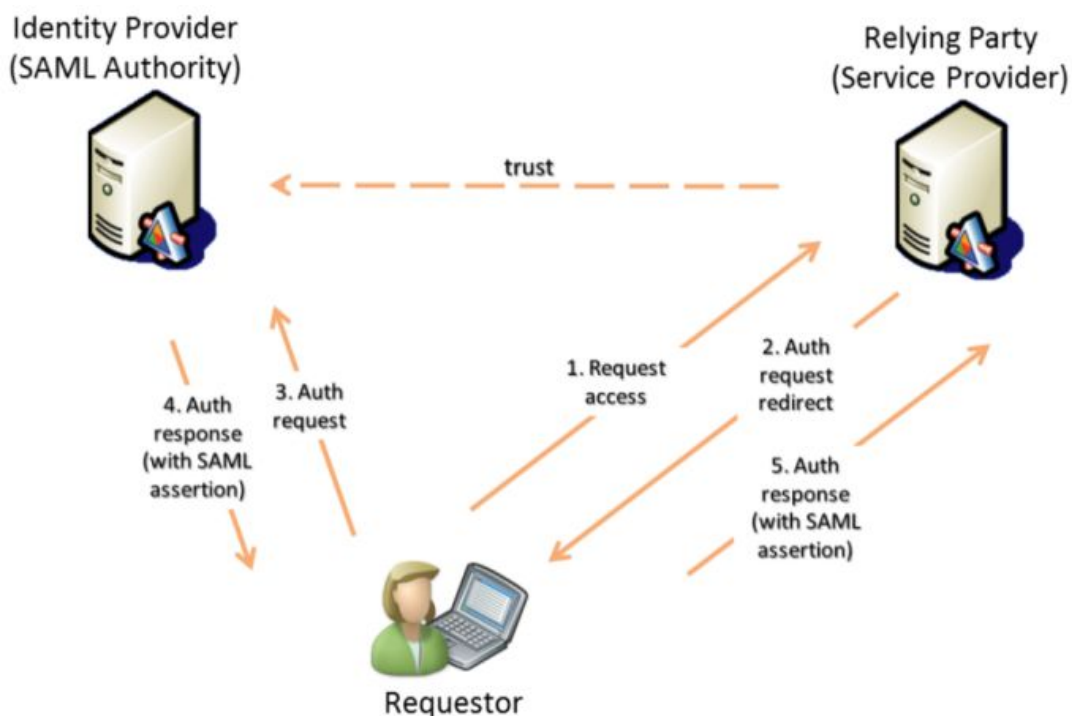 Identity Provider
(SAML Authority)
Relying Party
(Service Provider)
trust
1. Request
access
2. Auth
request
redirect
3. Auth
request
4. Auth
response
(with SAML
assertion)
5. Auth
response
(with SAML
assertion)
Requestor